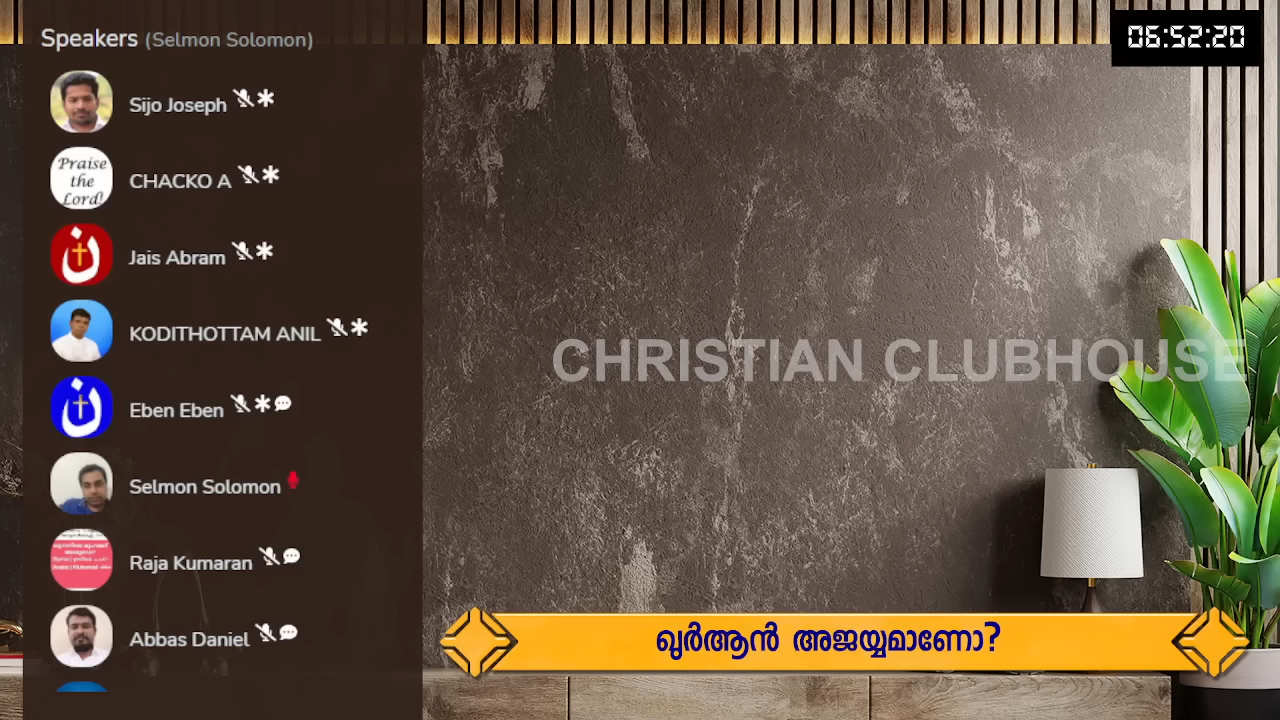 Speakers (Selmon Solomon)
06:52:20
Sijo Joseph
Praise
the
Lord!
CHACKO A
Jais Abram
KODITHOTTAM ANIL
CHRISTIAN CLUBHOUSE
Eben Eben
Selmon Solomon
Raja Kumaran
Abbas Daniel
ഖുർആൻ അജയ്യമാണോ?